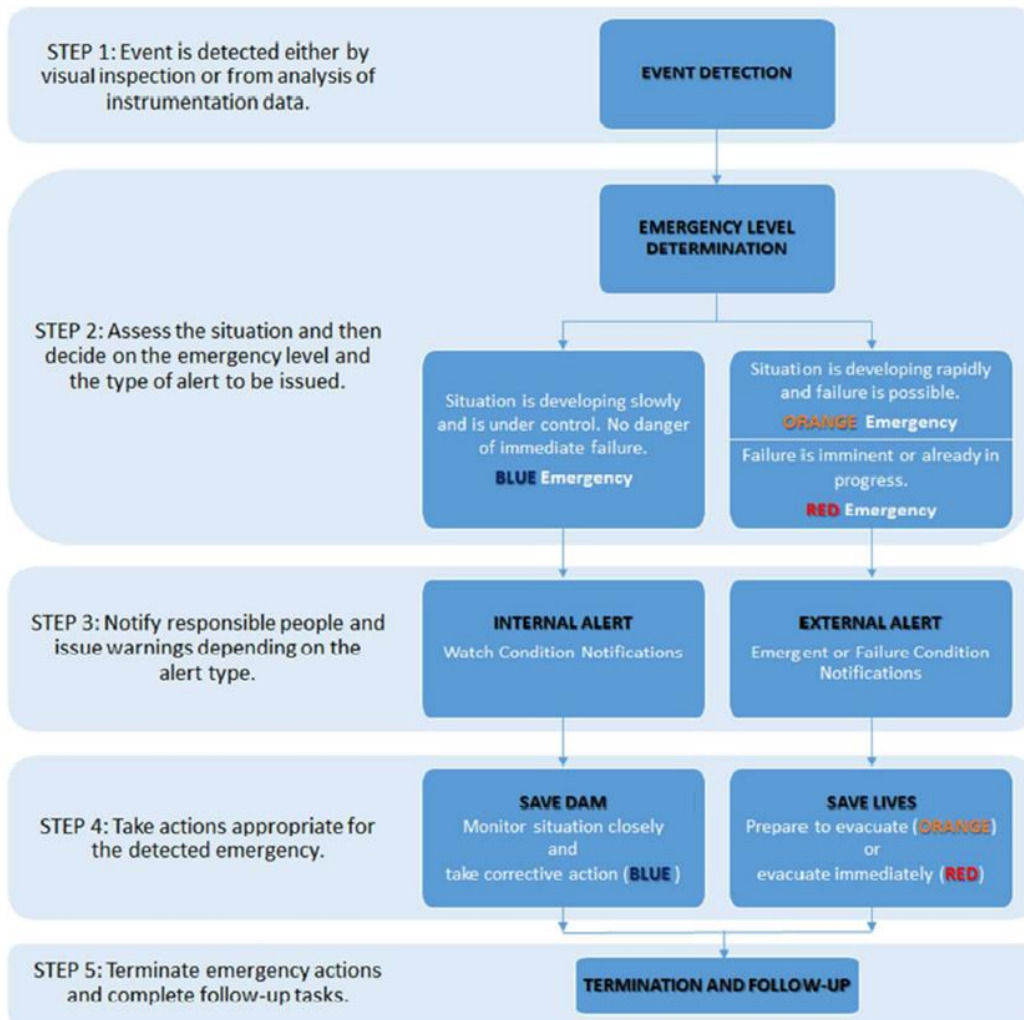 STEP 1: Event is detected either by
visual inspection or from analysis of
instrumentation data.
EVENT DETECTION
EMERGENCY LEVEL
DETERMINATION
STEP 2: Assess the situation and then
decide on the emergency level and
the type of alert to be issued.
Situation is developing slowly
and is under control. No danger
of immediate failure.
BLUE Emergency
Situation is developing rapidly
and failure is possible.
ORANGE Emergency
Failure is imminent or already in
progress.
RED Emergency
STEP 3: Notify responsible people and
issue warnings depending on the
alert type.
INTERNAL ALERT
Watch Condition Notifications
EXTERNAL ALERT
Emergent or Failure Condition
Notifications
STEP 4: Take actions appropriate for
the detected emergency.
SAVE DAM
Monitor situation closely
and
take corrective action (BLUE )
SAVE LIVES
Prepare to evacuate (ORANGE)
or
evacuate immediately (RED)
STEP 5: Terminate emergency actions
and complete follow-up tasks.
TERMINATION AND FOLLOW-UP